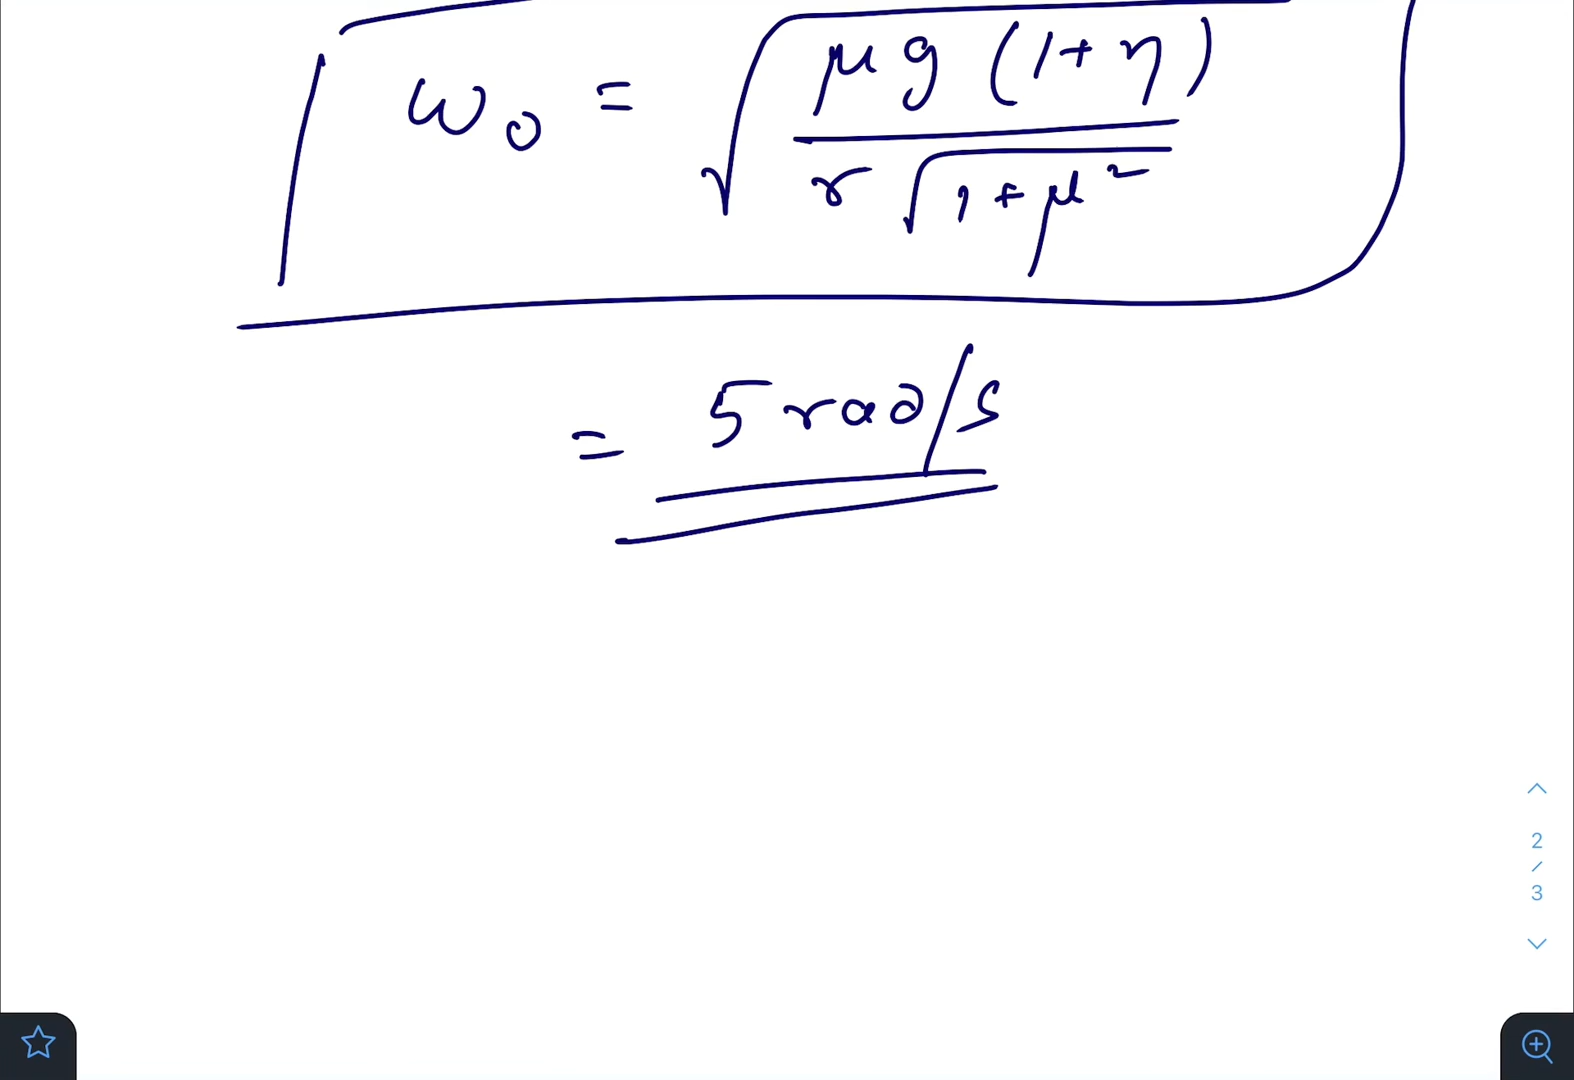 ω₀ = √(μg(1+η) / r√(1+μ²))
= 5 rad/s
2
/
3